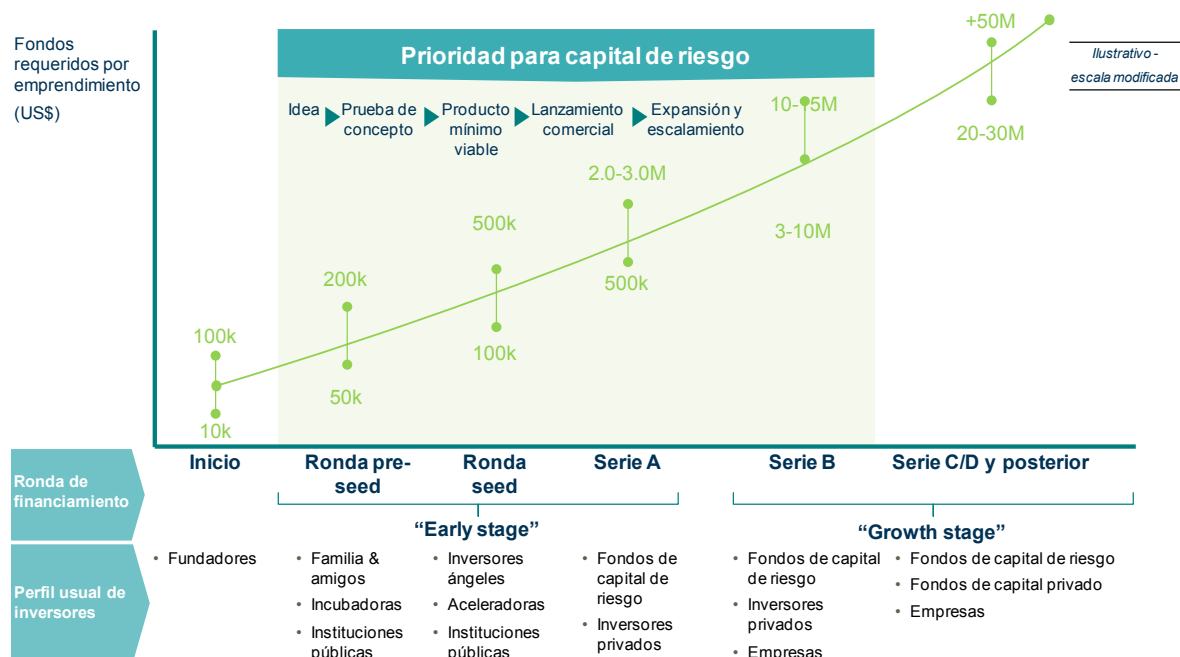 Fondos
requeridos por
emprendimiento
(US$)
Prioridad para capital de riesgo
Ilustrativo -
escala modificada
Idea
Prueba de
concepto
Producto
mínimo
viable
Lanzamiento
comercial
Expansión y
escalamiento
100k
10k
200k
50k
500k
100k
2.0-3.0M
500k
10- 5M
3-10M
+50M
20-30M
Ronda de
financiamiento
Inicio
Ronda pre-
seed
Ronda
seed
Serie A
Serie B
Serie C/D y posterior
“Early stage”
“Growth stage”
Perfil usual de
inversores
• Fundadores
• Familia &
amigos
• Incubadoras
• Instituciones
públicas
• Inversores
ángeles
• Aceleradoras
• Instituciones
públicas
• Fondos de
capital de
riesgo
• Inversores
privados
• Fondos de capital
de riesgo
• Inversores
privados
• Empresas
• Fondos de capital de riesgo
• Fondos de capital privado
• Empresas